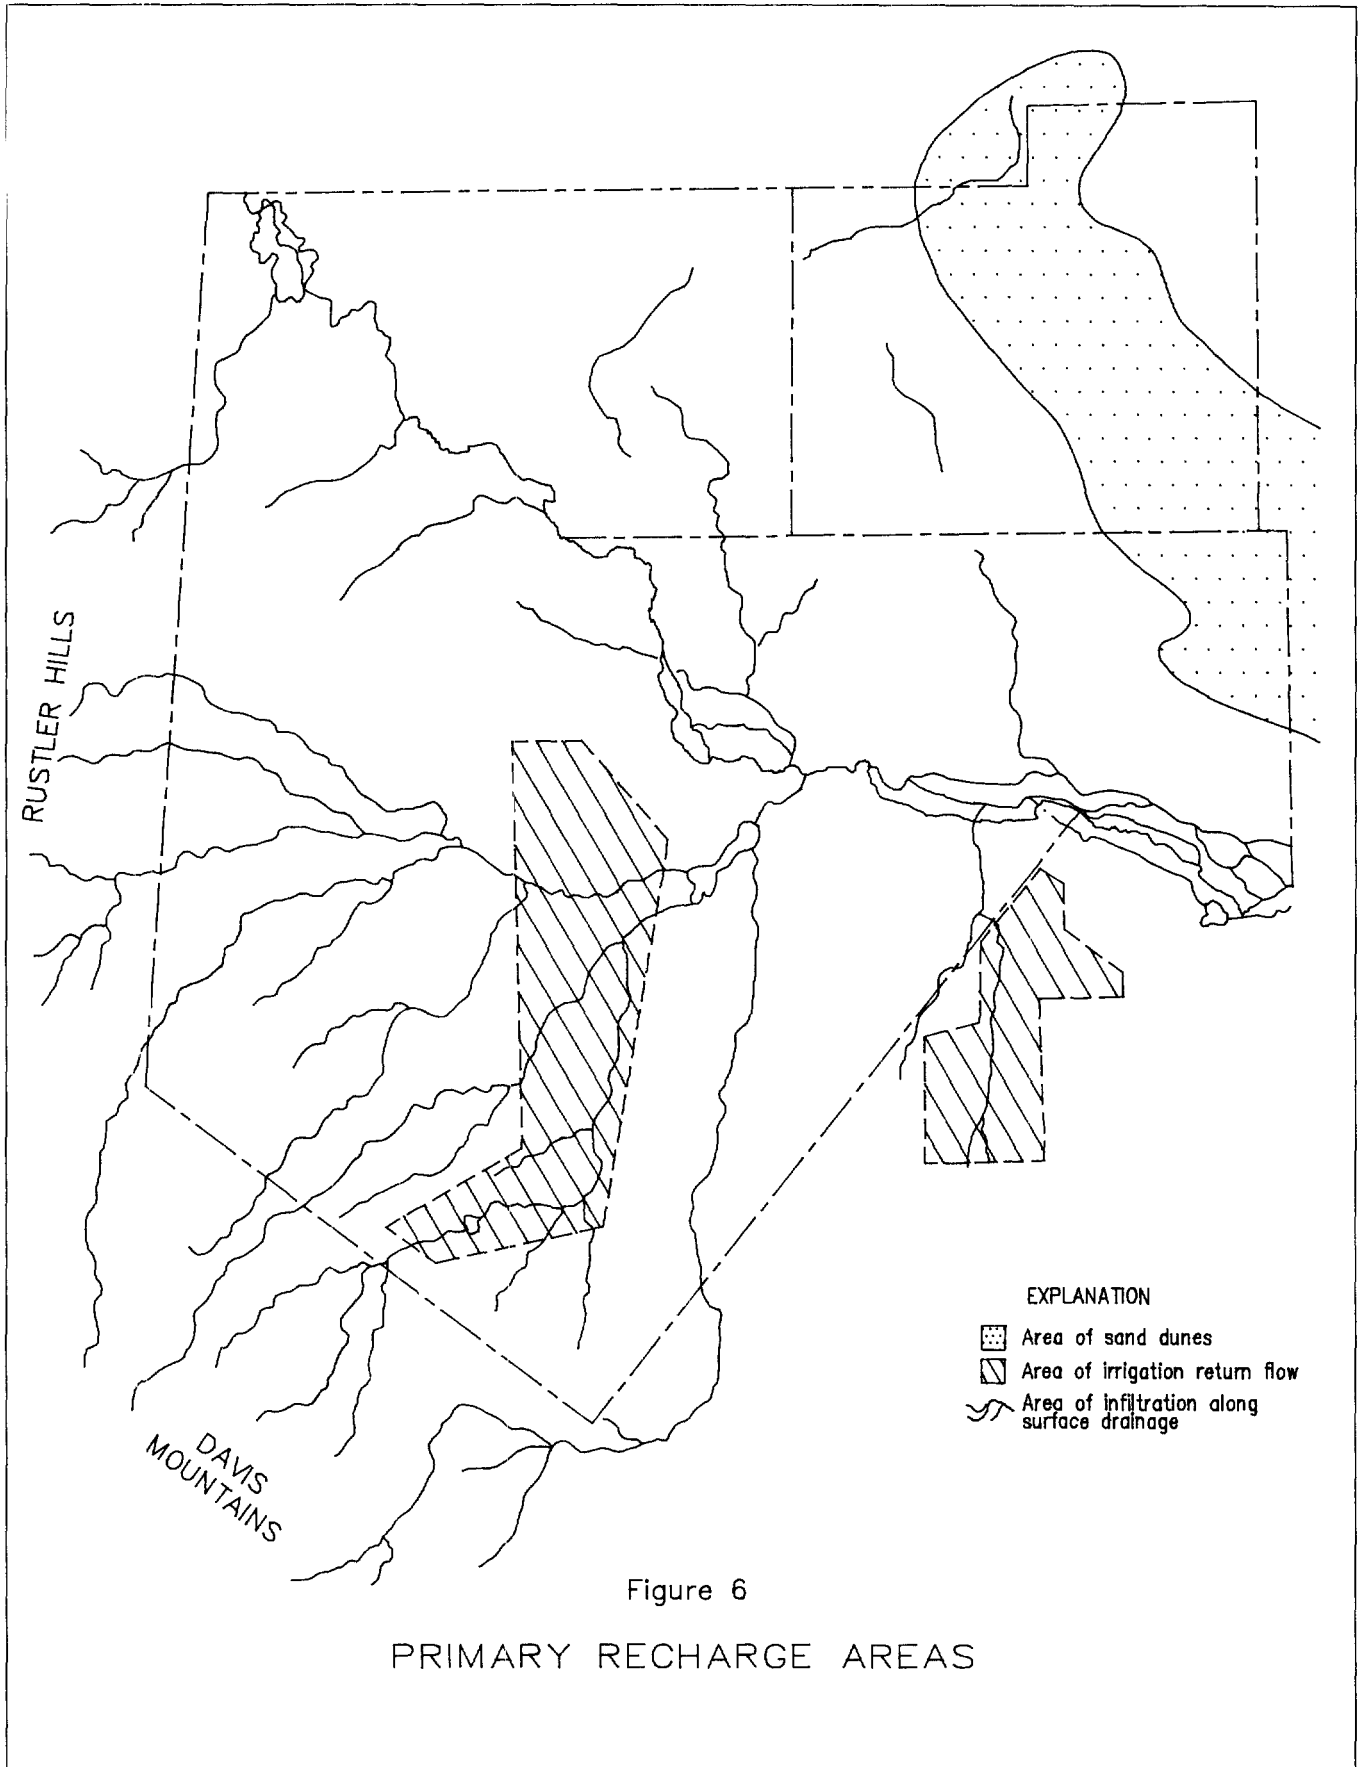 RUSTLER HILLS
DAVIS
MOUNTAINS
EXPLANATION
Area of sand dunes
Area of irrigation return flow
Area of infiltration along
surface drainage
Figure 6
PRIMARY RECHARGE AREAS